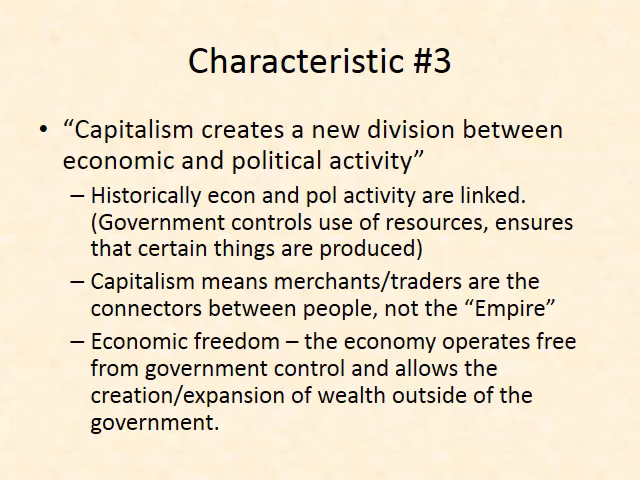 Characteristic #3
• “Capitalism creates a new division between
economic and political activity”
– Historically econ and pol activity are linked.
(Government controls use of resources, ensures
that certain things are produced)
– Capitalism means merchants/traders are the
connectors between people, not the “Empire”
– Economic freedom – the economy operates free
from government control and allows the
creation/expansion of wealth outside of the
government.